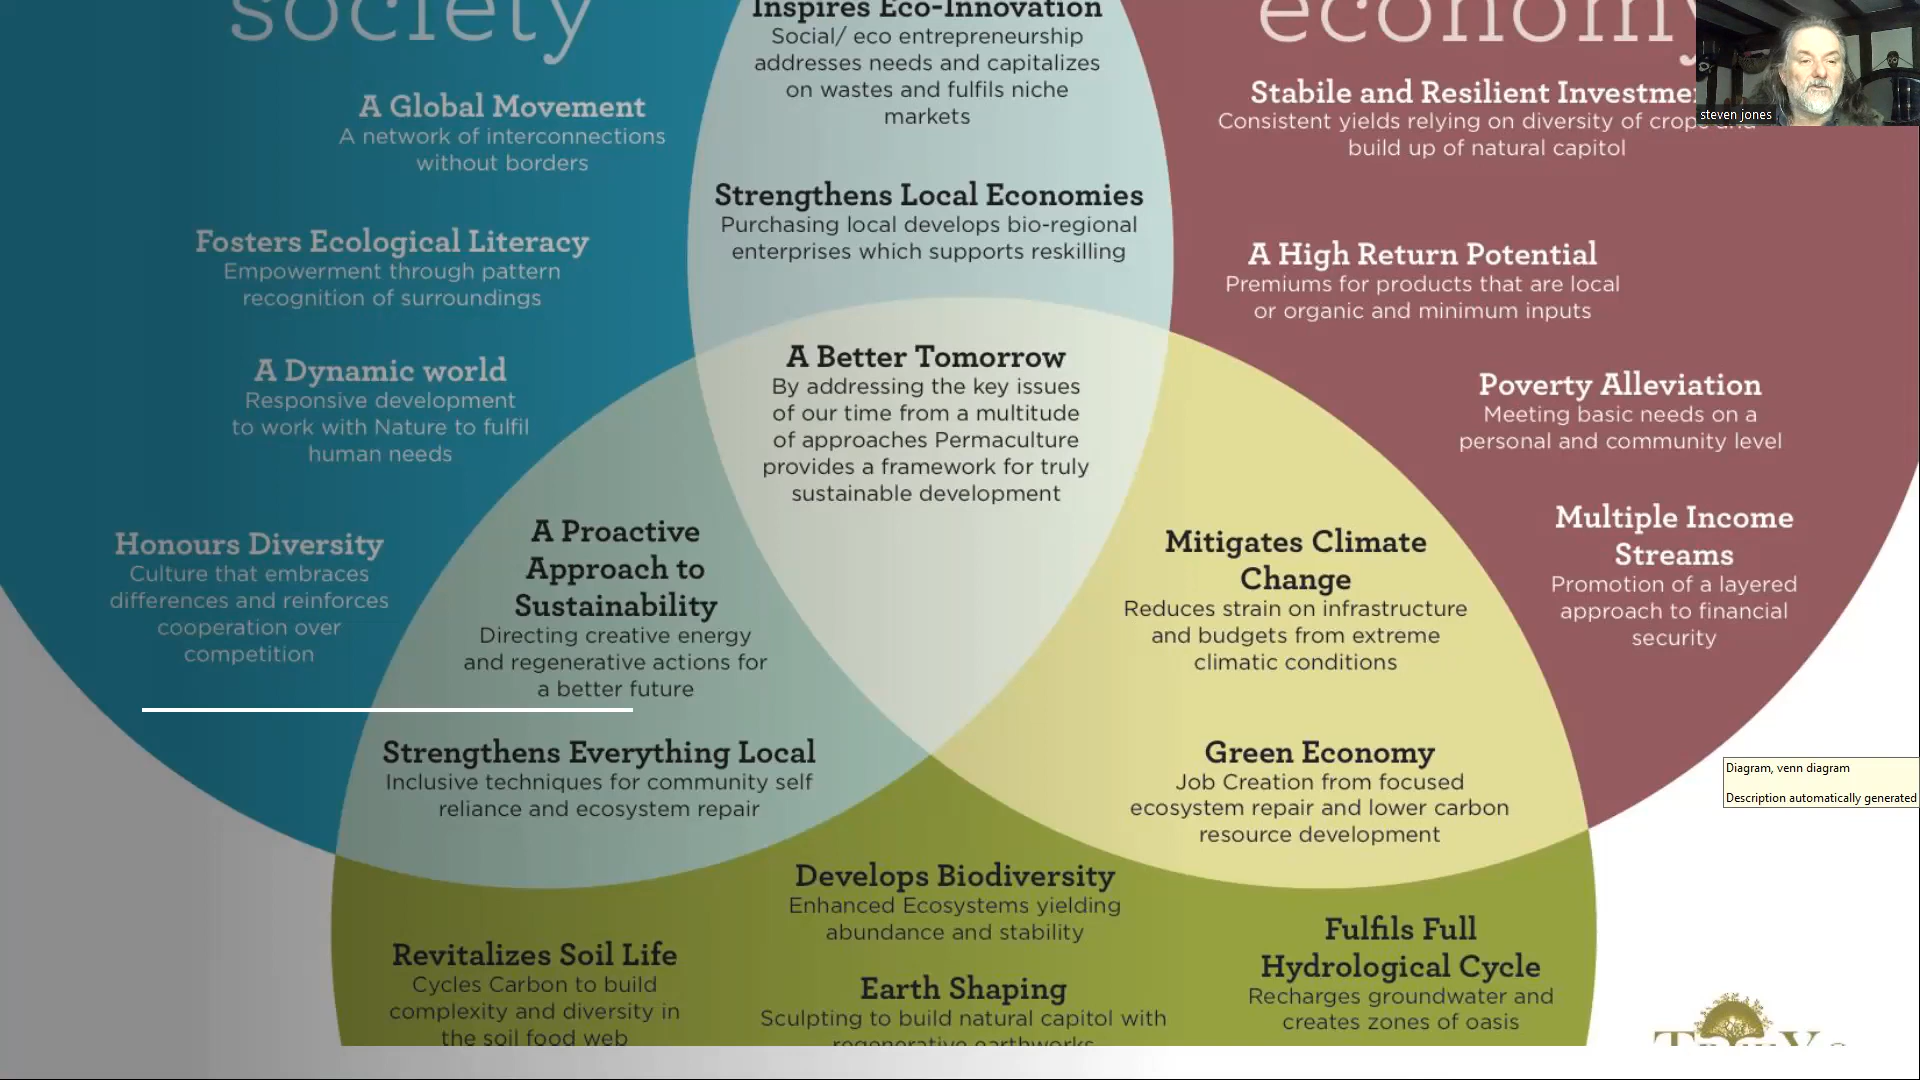 society
economy
steven jones
Inspires Eco-Innovation
Social/ eco entrepreneurship
addresses needs and capitalizes
on wastes and fulfils niche
markets
A Global Movement
A network of interconnections
without borders
Stabile and Resilient
Consistent yields relying on diversity of
build up of natural capitol
Strengthens Local Economies
Purchasing local develops bio-regional
enterprises which supports reskilling
Fosters Ecological Literacy
Empowerment through pattern
recognition of surroundings
A High Return Potential
Premiums for products that are local
or organic and minimum inputs
A Dynamic world
Responsive development
to work with Nature to fulfil
human needs
A Better Tomorrow
By addressing the key issues
of our time from a multitude
of approaches Permaculture
provides a framework for truly
sustainable development
Poverty Alleviation
Meeting basic needs on a
personal and community level
Honours Diversity
Culture that embraces
differences and reinforces
cooperation over
competition
A Proactive
Approach to
Sustainability
Directing creative energy
and regenerative actions for
a better future
Mitigates Climate
Change
Reduces strain on infrastructure
and budgets from extreme
climatic conditions
Multiple Income
Streams
Promotion of a layered
approach to financial
security
Strengthens Everything Local
Inclusive techniques for community self
reliance and ecosystem repair
Green Economy
Job Creation from focused
ecosystem repair and lower carbon
resource development
Diagram, venn diagram
Description automatically generated
Develops Biodiversity
Enhanced Ecosystems yielding
abundance and stability
Revitalizes Soil Life
Cycles Carbon to build
complexity and diversity in
the soil food web
Earth Shaping
Sculpting to build natural capitol with
regenerative earthworks
Fulfils Full
Hydrological Cycle
Recharges groundwater and
creates zones of oasis